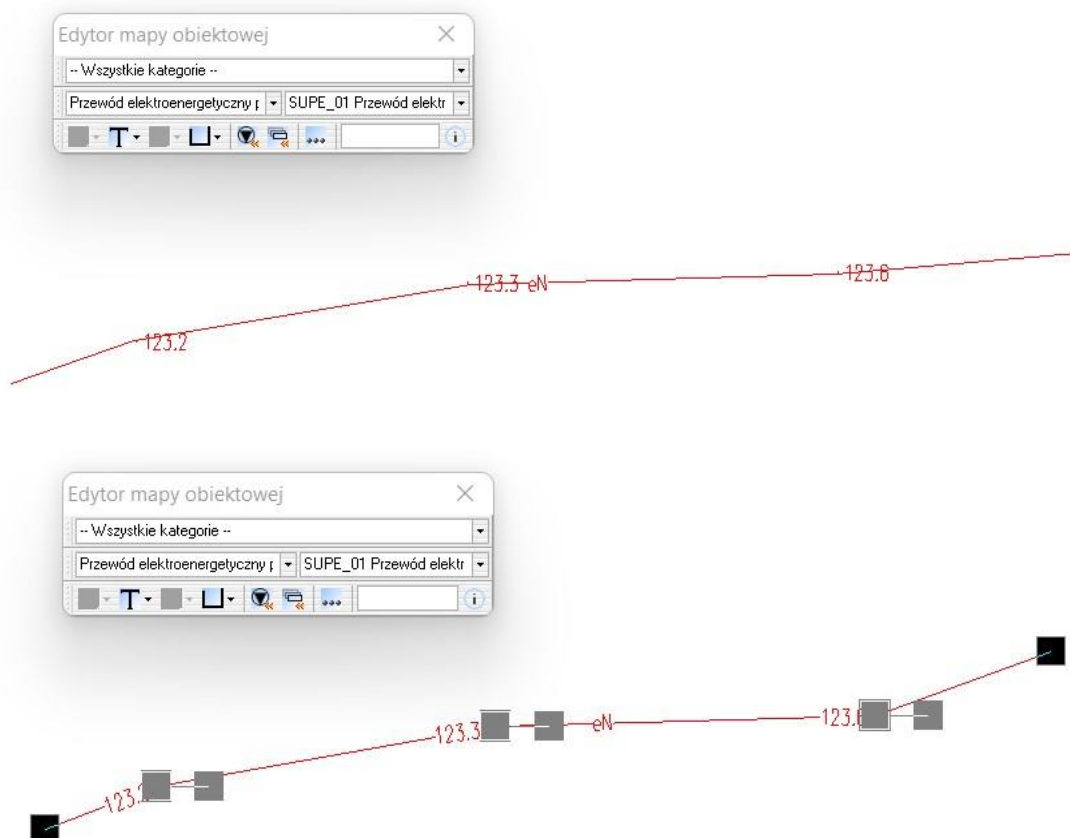 Edytor mapy obiektowej
-- Wszystkie kategorie --
Przewód elektroenergetyczny p SUPE_01 Przewód elektr
T
123.2
123.3 eN
123.6
Edytor mapy obiektowej
-- Wszystkie kategorie --
Przewód elektroenergetyczny p SUPE_01 Przewód elektr
T
123.3
eN